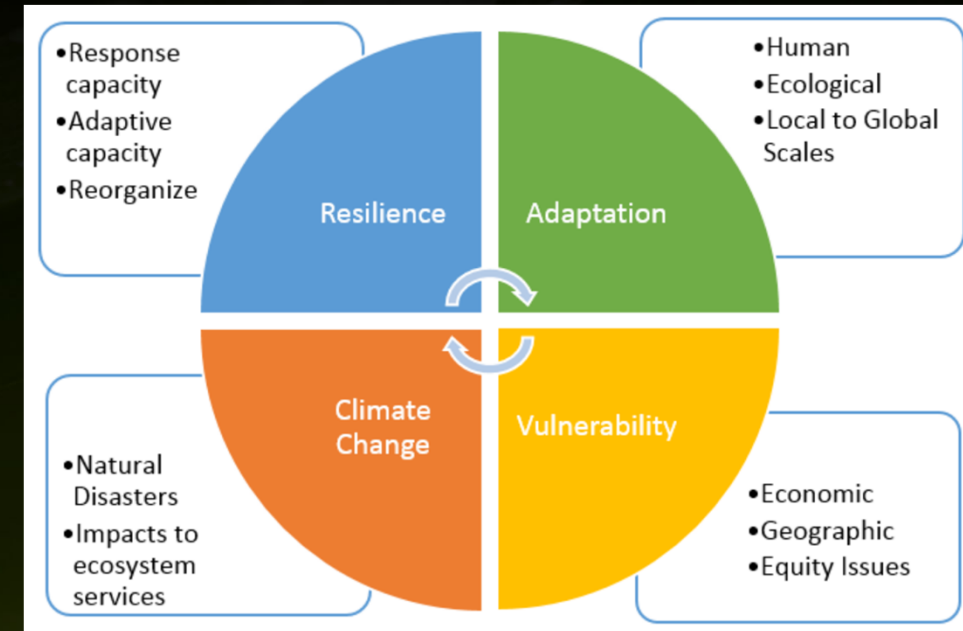 •Response
capacity
•Adaptive
capacity
•Reorganize
Resilience
Adaptation
•Human
•Ecological
•Local to Global
Scales
Climate
Change
•Natural
Disasters
•Impacts to
ecosystem
services
Vulnerability
•Economic
•Geographic
•Equity Issues